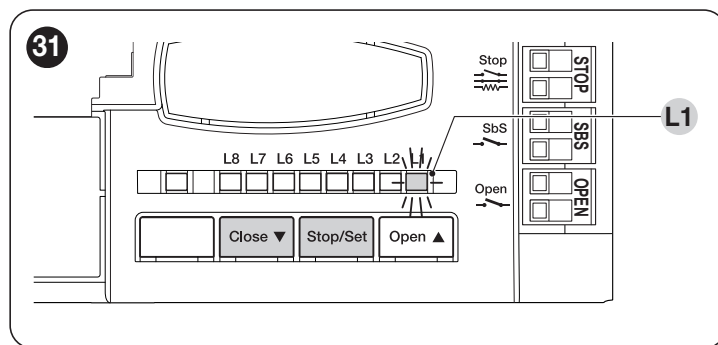 31
Stop
STOP
L1
SbS
SBS
L8 L7 L6 L5 L4 L3 L2 L1
Open
OPEN
Close ▼ Stop/Set Open ▲